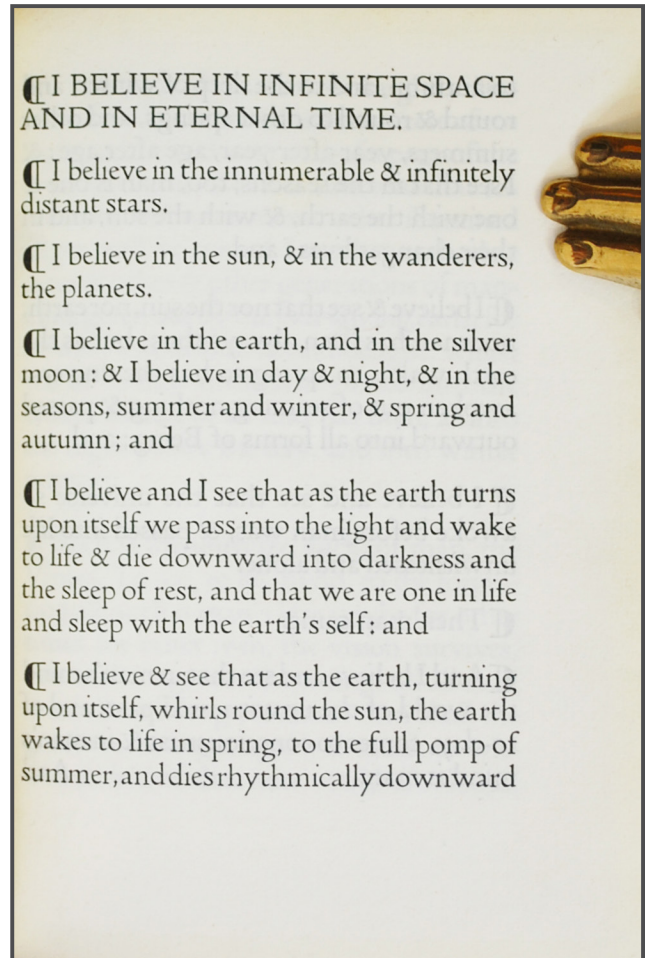 ¶ I BELIEVE IN INFINITE SPACE
AND IN ETERNAL TIME.
¶ I believe in the innumerable & infinitely
distant stars.
¶ I believe in the sun, & in the wanderers,
the planets.
¶ I believe in the earth, and in the silver
moon: & I believe in day & night, & in the
seasons, summer and winter, & spring and
autumn; and
¶ I believe and I see that as the earth turns
upon itself we pass into the light and wake
to life & die downward into darkness and
the sleep of rest, and that we are one in life
and sleep with the earth's self: and
¶ I believe & see that as the earth, turning
upon itself, whirls round the sun, the earth
wakes to life in spring, to the full pomp of
summer, and dies rhythmically downward